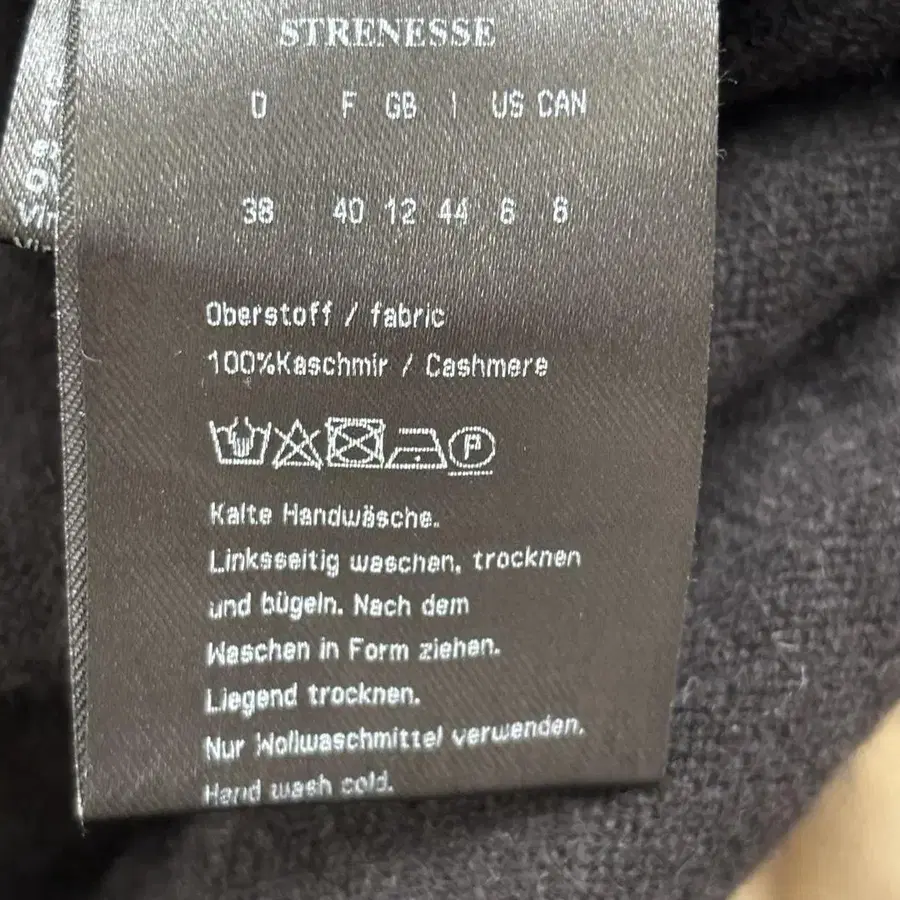 STRENESSE
D F GB I US CAN
38 40 12 44 6 6
Oberstoff / fabric
100%Kaschmir / Cashmere
P
Kalte Handwäsche.
Linksseitig waschen, trocknen
und bügeln. Nach dem
Waschen in Form ziehen.
Liegend trocknen.
Nur Wollwaschmittel verwenden.
Hand wash cold.